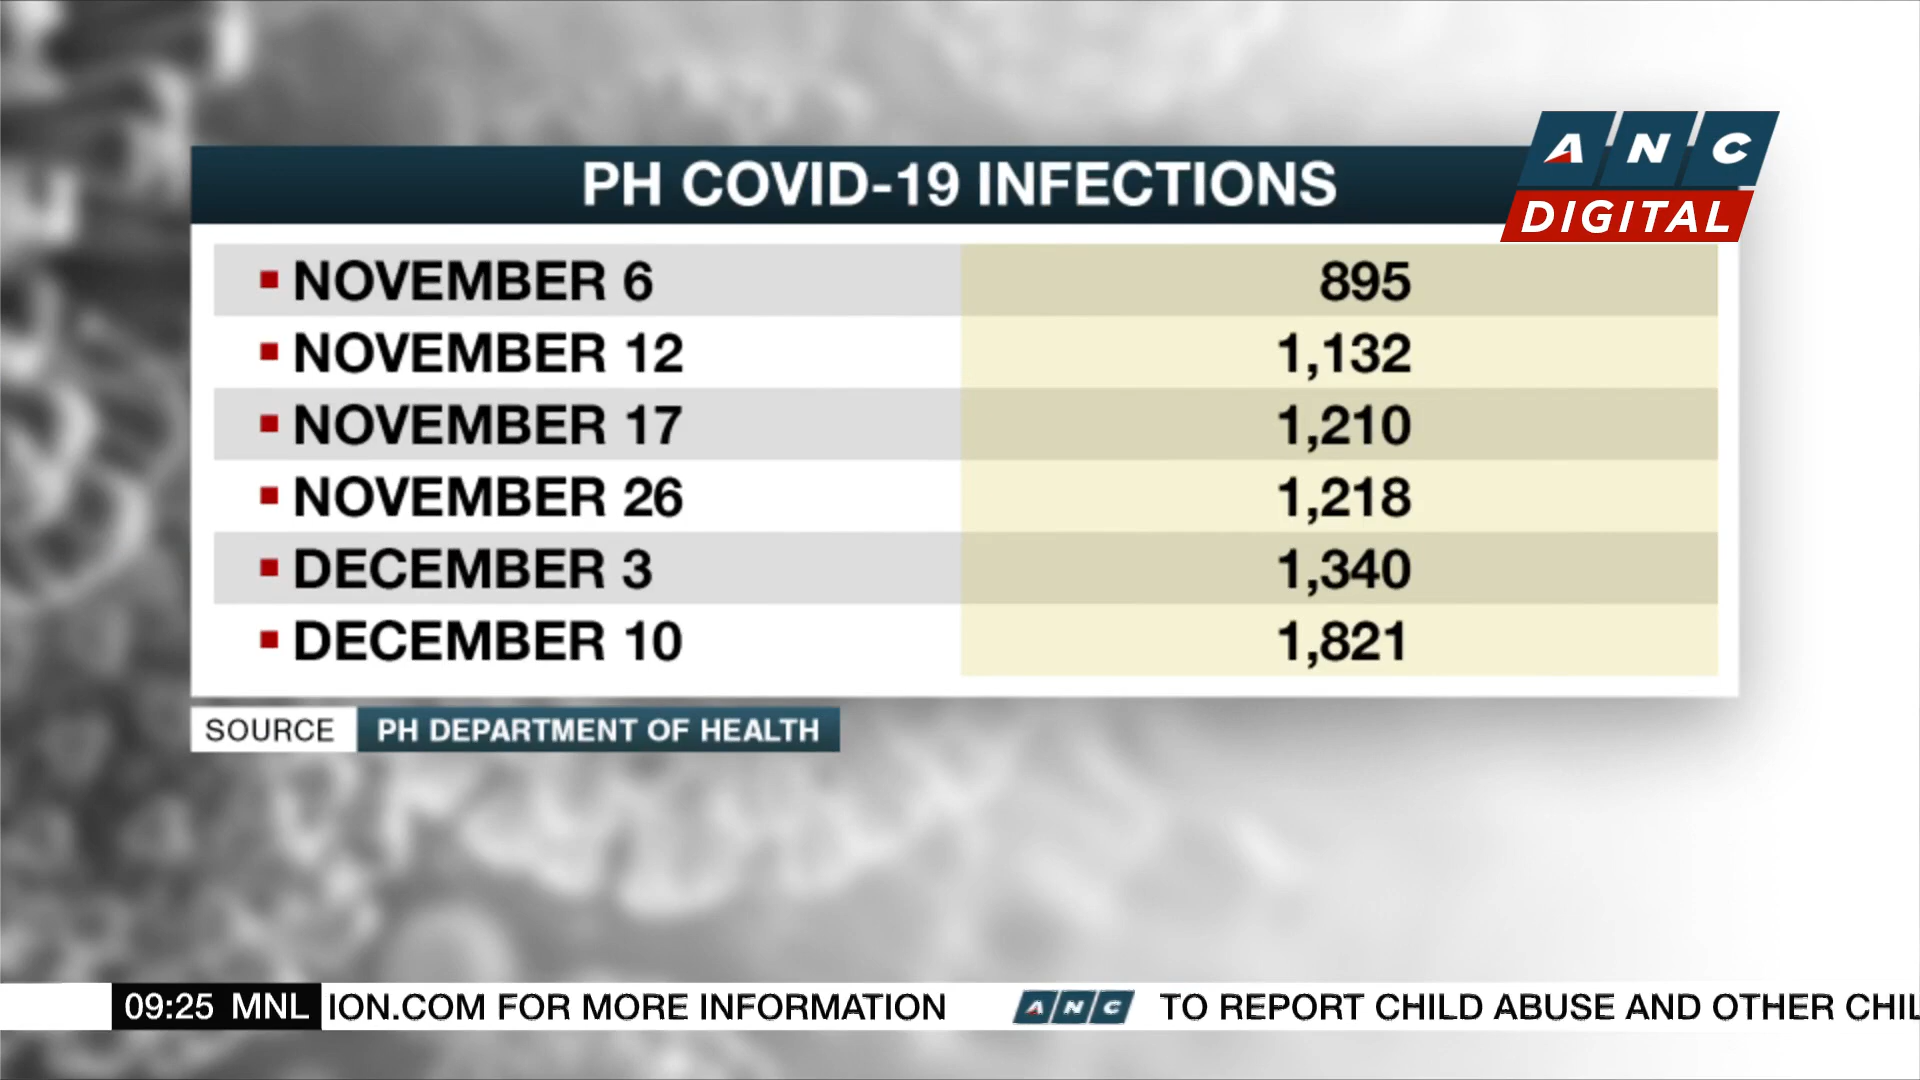 ANC
DIGITAL
PH COVID-19 INFECTIONS
NOVEMBER 6 895
NOVEMBER 12 1,132
NOVEMBER 17 1,210
NOVEMBER 26 1,218
DECEMBER 3 1,340
DECEMBER 10 1,821
SOURCE PH DEPARTMENT OF HEALTH
09:25 MNL ION.COM FOR MORE INFORMATION ANC TO REPORT CHILD ABUSE AND OTHER CHIL